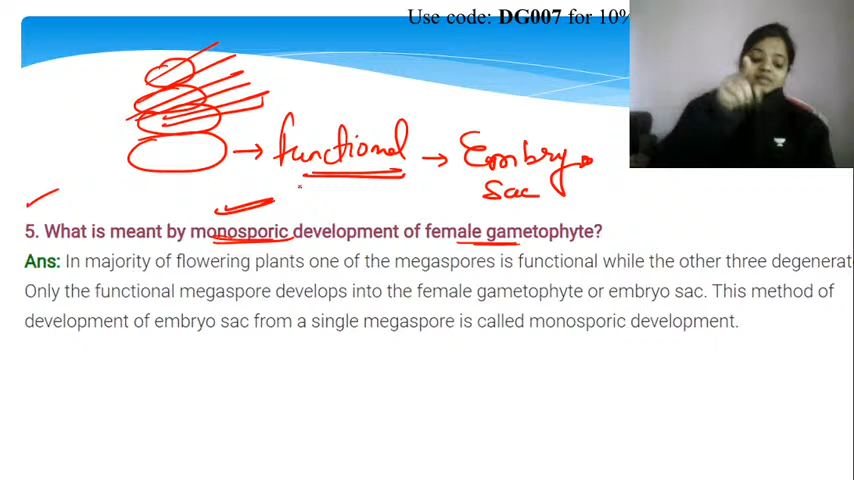 Use code: DG007 for 10%
functional → Embryo
Sac
5. What is meant by monosporic development of female gametophyte?
Ans: In majority of flowering plants one of the megaspores is functional while the other three degenerat
Only the functional megaspore develops into the female gametophyte or embryo sac. This method of
development of embryo sac from a single megaspore is called monosporic development.